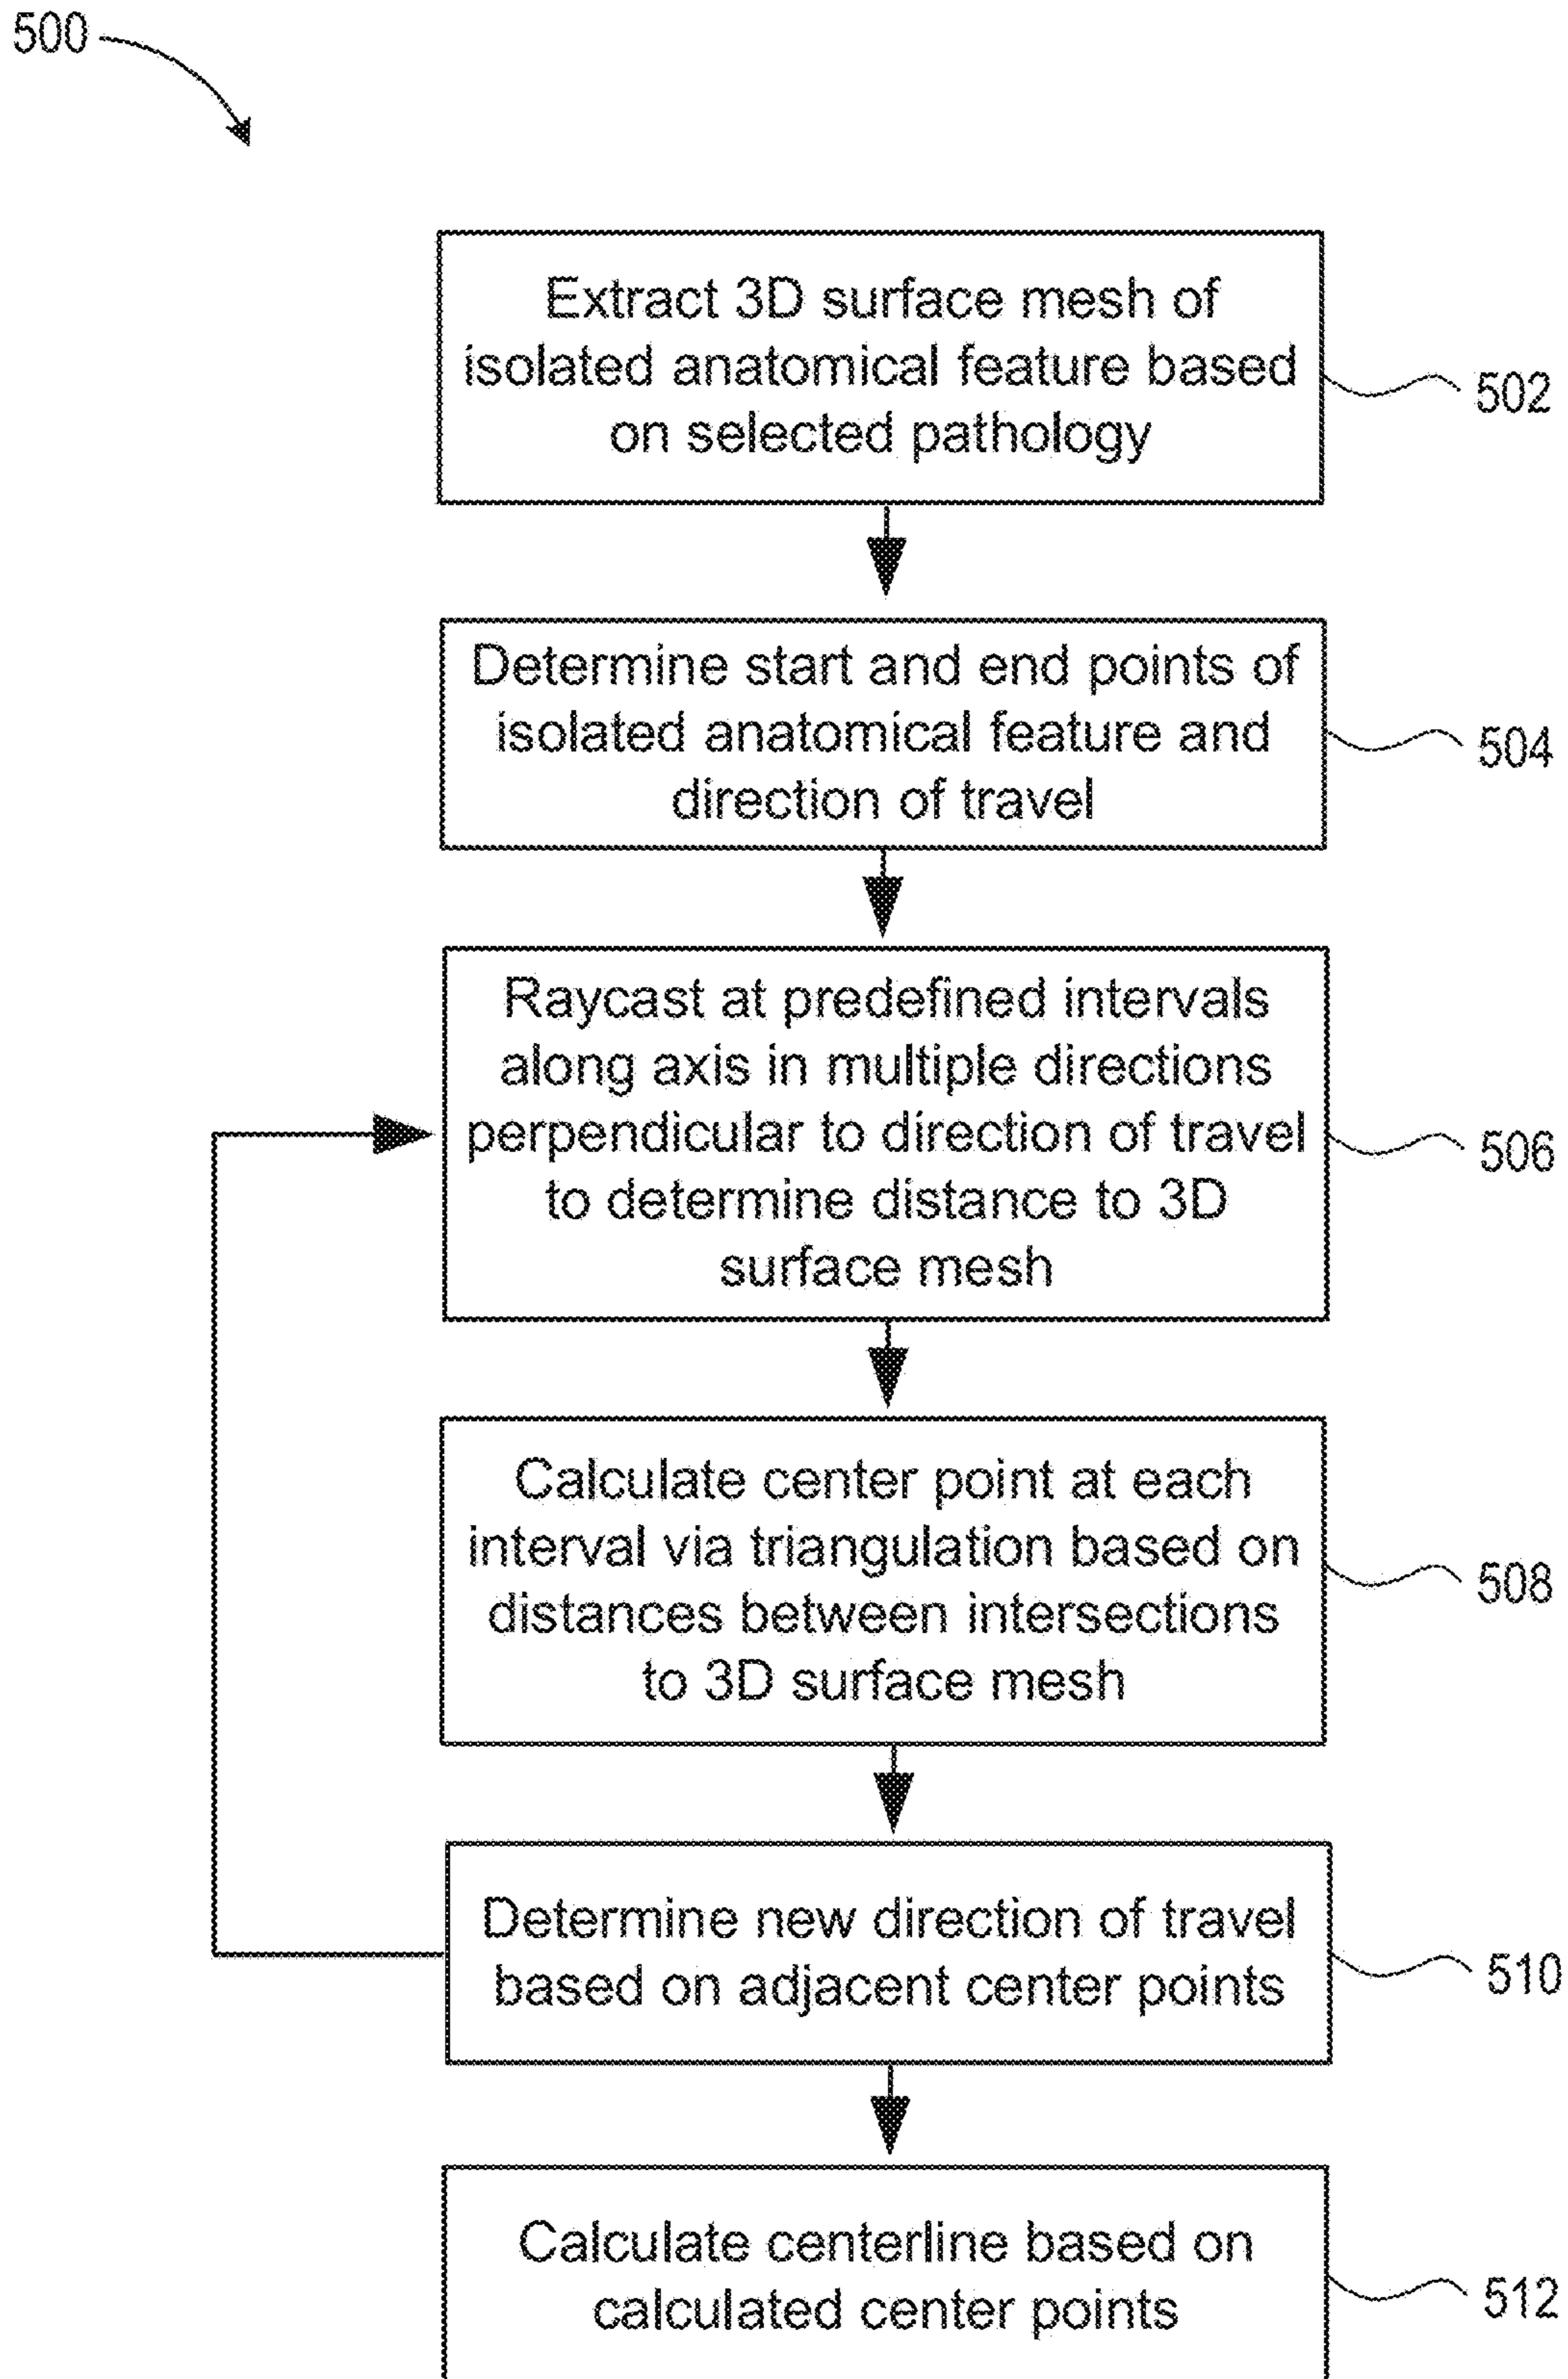 500
Extract 3D surface mesh of
isolated anatomical feature based
on selected pathology
502
Determine start and end points of
isolated anatomical feature and
direction of travel
504
Raycast at predefined intervals
along axis in multiple directions
perpendicular to direction of travel
to determine distance to 3D
surface mesh
506
Calculate center point at each
interval via triangulation based on
distances between intersections
to 3D surface mesh
508
Determine new direction of travel
based on adjacent center points
510
Calculate centerline based on
calculated center points
512